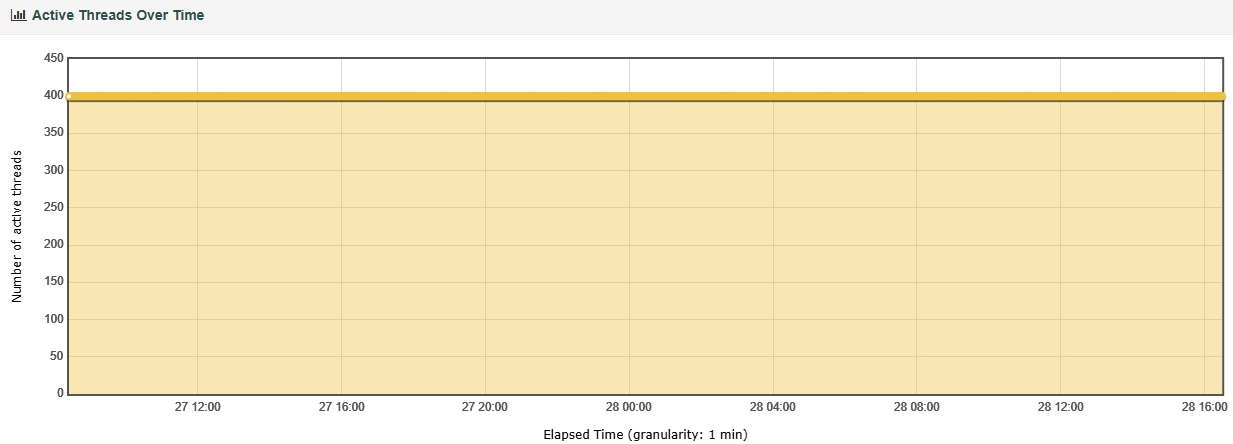 Active Threads Over Time
450
400
350
300
250
200
150
100
50
0
Number of active threads
27 12:00 27 16:00 27 20:00 28 00:00 28 04:00 28 08:00 28 12:00 28 16:00
Elapsed Time (granularity: 1 min)